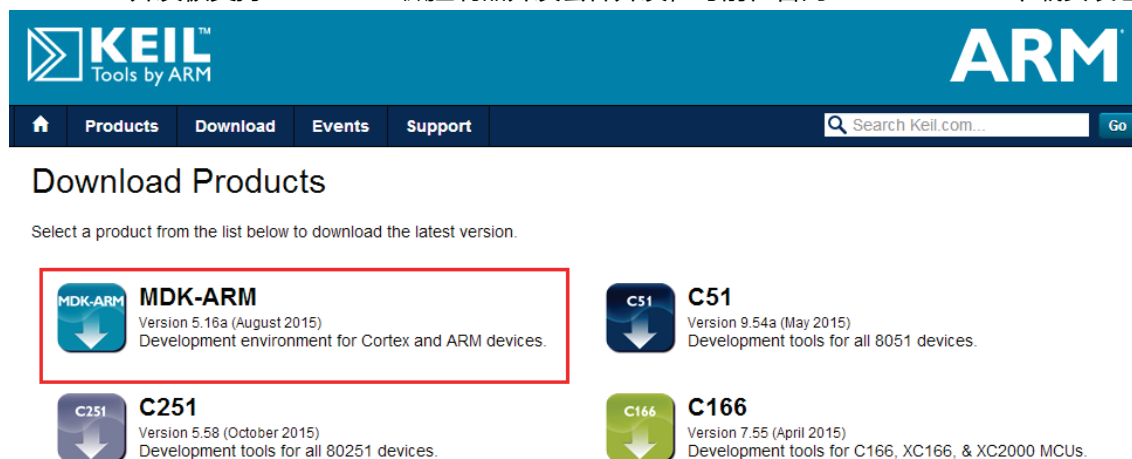 KEIL™
Tools by ARM
ARM
Products Download Events Support
Search Keil.com...
Go
Download Products
Select a product from the list below to download the latest version.
MDK-ARM
MDK-ARM
Version 5.16a (August 2015)
Development environment for Cortex and ARM devices.
C51
C51
Version 9.54a (May 2015)
Development tools for all 8051 devices.
C251
C251
Version 5.58 (October 2015)
Development tools for all 80251 devices.
C166
C166
Version 7.55 (April 2015)
Development tools for C166, XC166, & XC2000 MCUs.